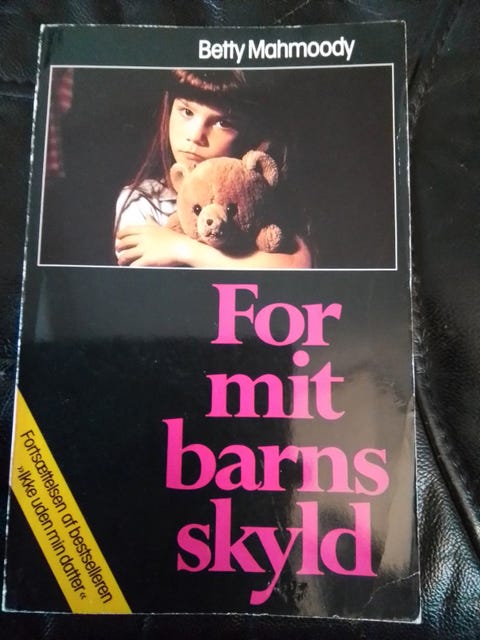 Betty Mahmoody
For
mit
barns
skyld
Fortsættelsen af bestselleren
»Ikke uden min datter«